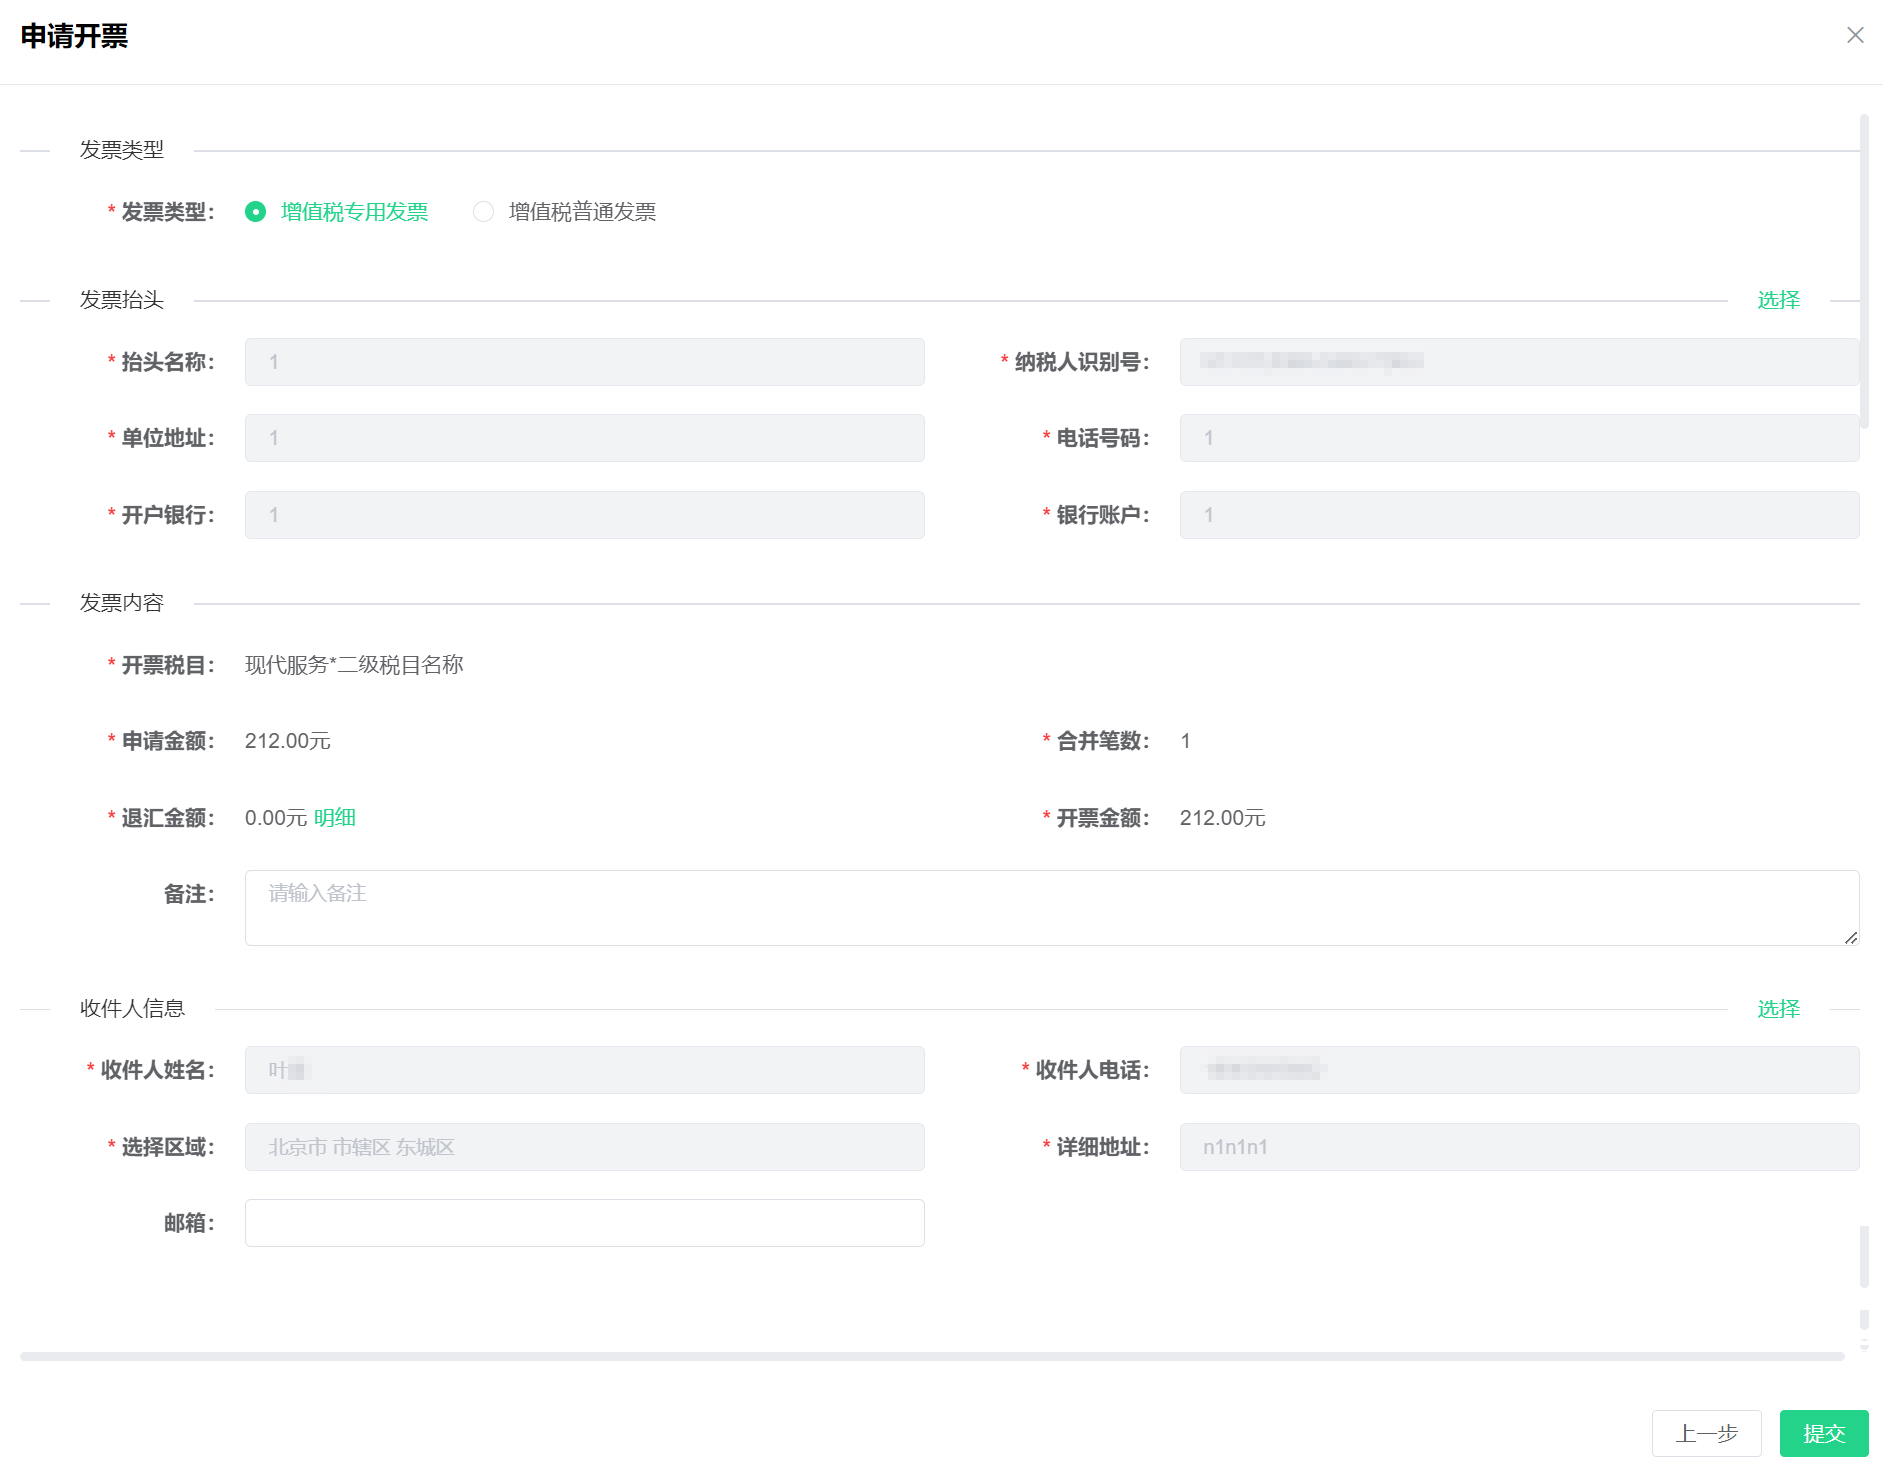 申请开票
发票类型
* 发票类型： 增值税专用发票 增值税普通发票
发票抬头 选择
* 抬头名称： 1 * 纳税人识别号：
* 单位地址： 1 * 电话号码： 1
* 开户银行： 1 * 银行账户： 1
发票内容
* 开票税目： 现代服务*二级税目名称
* 申请金额： 212.00元 * 合并笔数： 1
* 退汇金额： 0.00元 明细 * 开票金额： 212.00元
备注： 请输入备注
收件人信息 选择
* 收件人姓名： 叶 * 收件人电话：
* 选择区域： 北京市 市辖区 东城区 * 详细地址： n1n1n1
邮箱：
上一步 提交